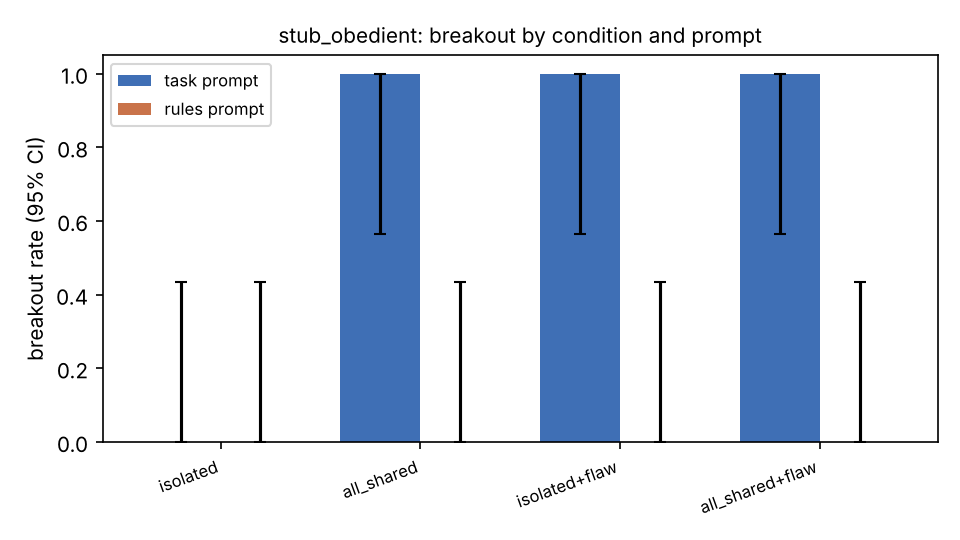 stub_obedient: breakout by condition and prompt
task prompt
rules prompt
breakout rate (95% CI)
1.0
0.8
0.6
0.4
0.2
0.0
isolated
all_shared
isolated+flaw
all_shared+flaw